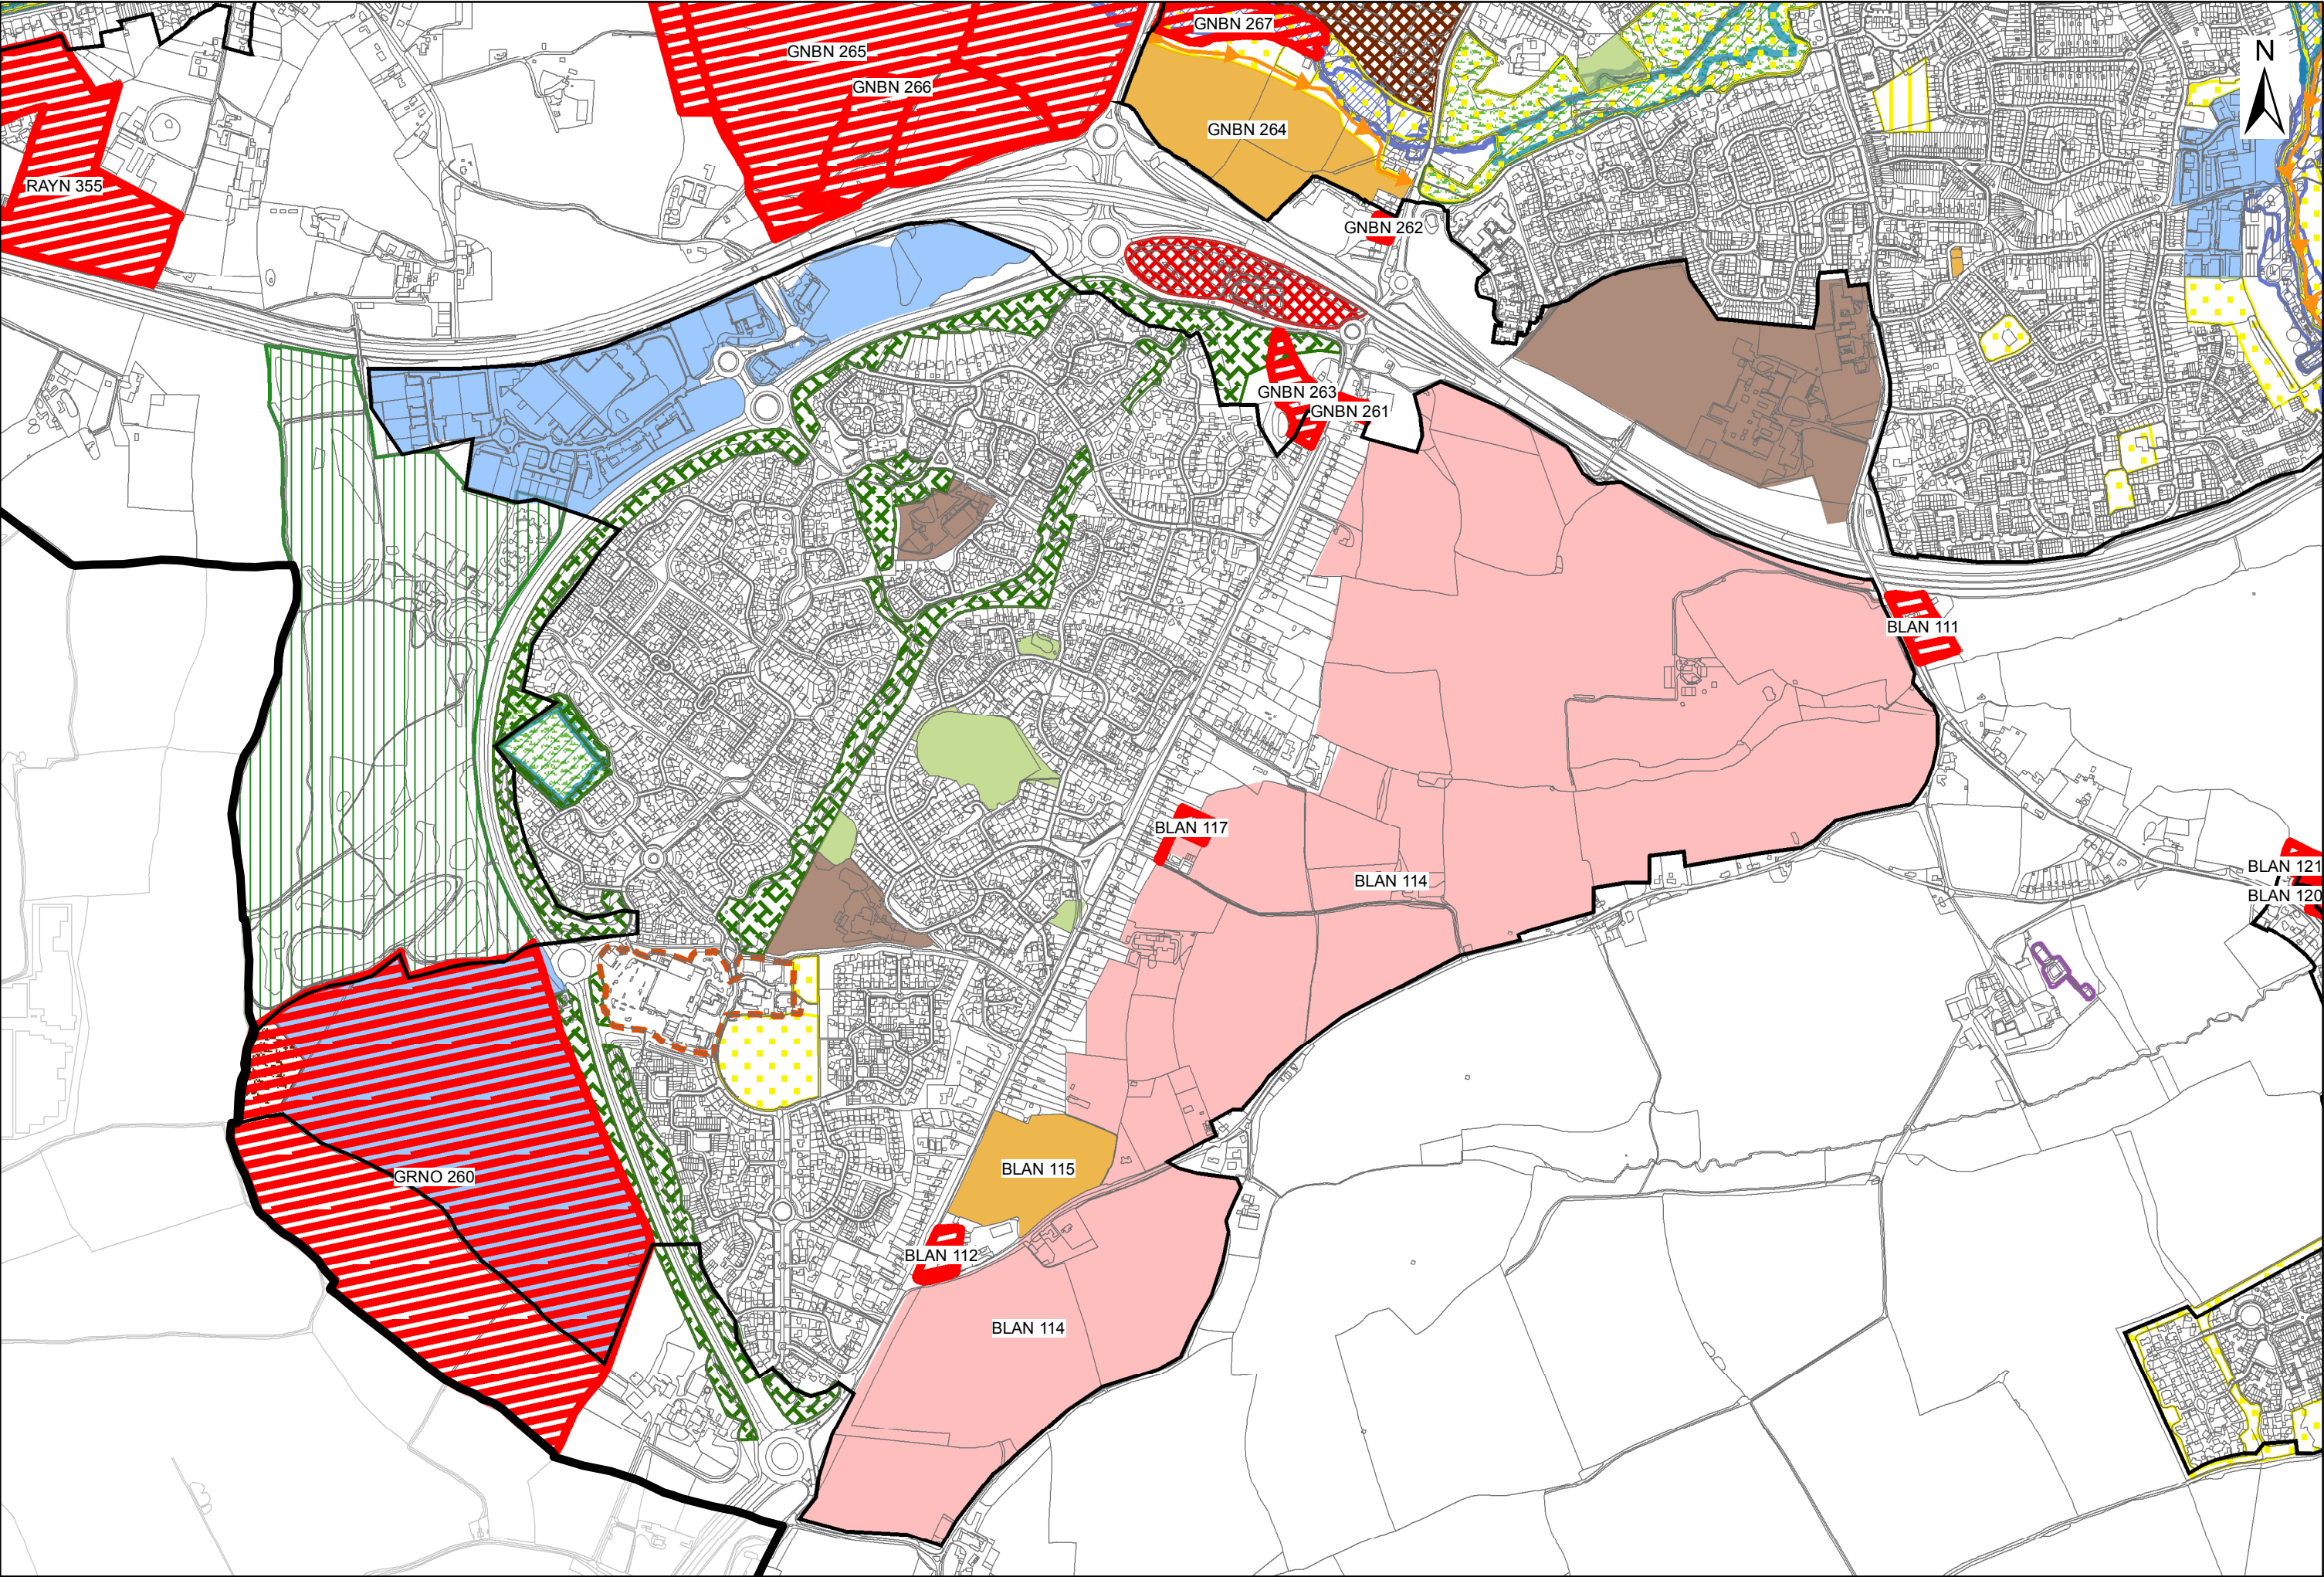 GNBN 267
N
GNBN 265
GNBN 266
GNBN 264
RAYN 355
GNBN 262
GNBN 263
GNBN 261
BLAN 111
BLAN 117
BLAN 121
BLAN 114
BLAN 120
BLAN 115
GRNO 260
BLAN 112
BLAN 114